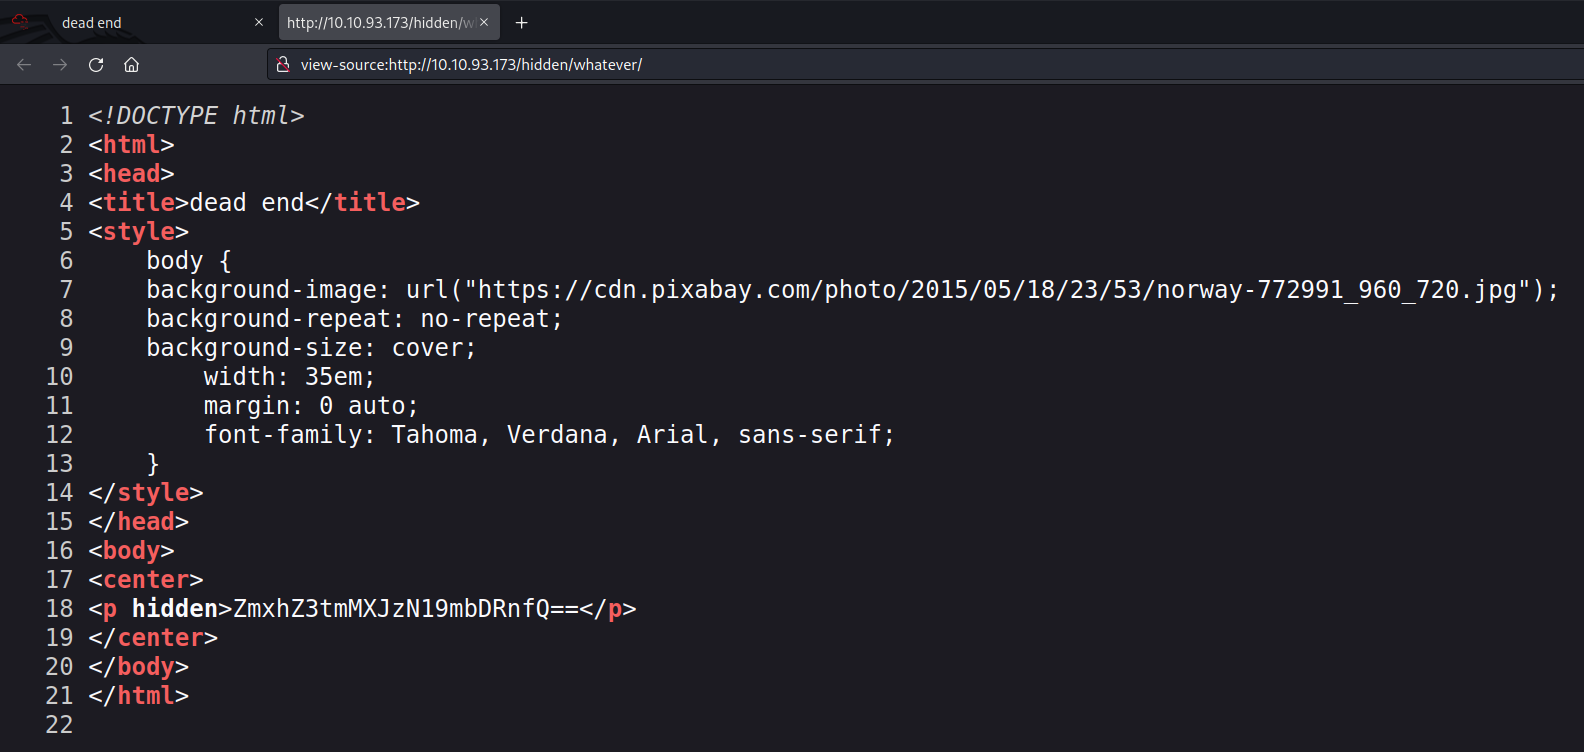 dead end
http://10.10.93.173/hidden/w
view-source:http://10.10.93.173/hidden/whatever/
1 <!DOCTYPE html>
2 <html>
3 <head>
4 <title>dead end</title>
5 <style>
6     body {
7     background-image: url("https://cdn.pixabay.com/photo/2015/05/18/23/53/norway-772991_960_720.jpg");
8     background-repeat: no-repeat;
9     background-size: cover;
10         width: 35em;
11         margin: 0 auto;
12         font-family: Tahoma, Verdana, Arial, sans-serif;
13     }
14 </style>
15 </head>
16 <body>
17 <center>
18 <p hidden>ZmxhZ3tmMXJzN19mbDRnfQ==</p>
19 </center>
20 </body>
21 </html>
22